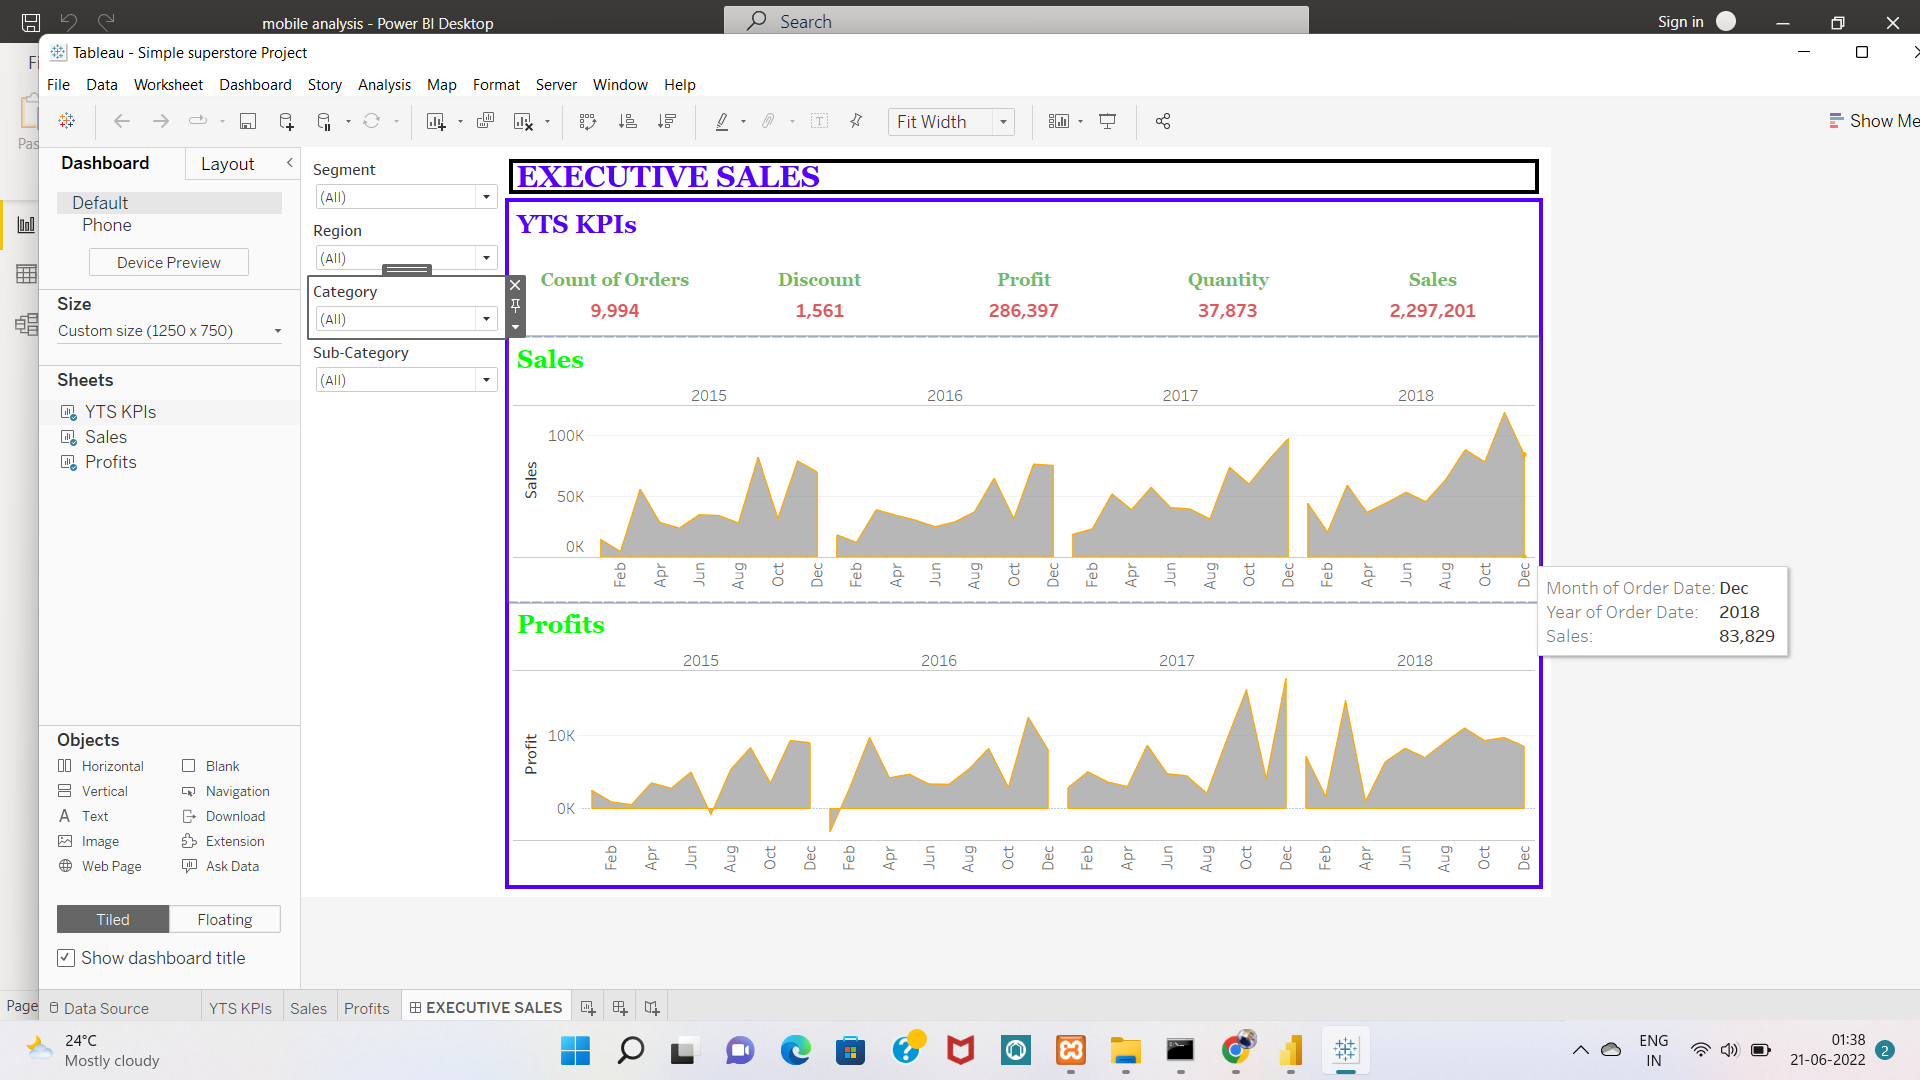 mobile analysis - Power BI Desktop
Search
Sign in
Tableau - Simple superstore Project
File Data Worksheet Dashboard Story Analysis Map Format Server Window Help
Fit Width
Show Me
Dashboard
Layout
Default
Phone
Device Preview
Size
Custom size (1250 x 750)
Sheets
YTS KPIs
Sales
Profits
Objects
Horizontal Blank
Vertical Navigation
Text Download
Image Extension
Web Page Ask Data
Tiled Floating
Show dashboard title
Segment
(All)
Region
(All)
Category
(All)
Sub-Category
(All)
EXECUTIVE SALES
YTS KPIs
Count of Orders Discount Profit Quantity Sales
9,994 1,561 286,397 37,873 2,297,201
Sales
2015 2016 2017 2018
Sales
100K
50K
0K
Feb Apr Jun Aug Oct Dec Feb Apr Jun Aug Oct Dec Feb Apr Jun Aug Oct Dec Feb Apr Jun Aug Oct Dec
Month of Order Date: Dec
Year of Order Date: 2018
Sales: 83,829
Profits
2015 2016 2017 2018
Profit
10K
0K
Feb Apr Jun Aug Oct Dec Feb Apr Jun Aug Oct Dec Feb Apr Jun Aug Oct Dec Feb Apr Jun Aug Oct Dec
Page
Data Source YTS KPIs Sales Profits EXECUTIVE SALES
24°C
Mostly cloudy
ENG
IN
01:38
21-06-2022
2